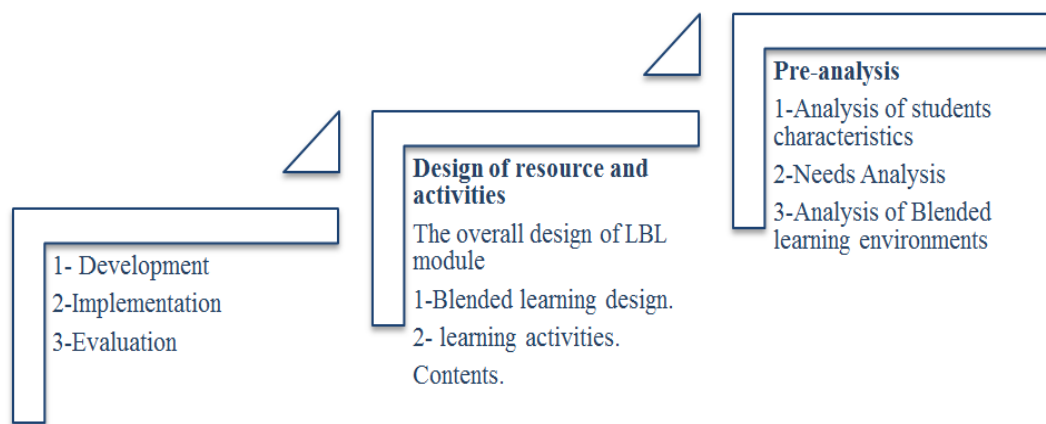 Pre-analysis
1-Analysis of students
characteristics
2-Needs Analysis
3-Analysis of Blended
learning environments
Design of resource and
activities
The overall design of LBL
module
1-Blended learning design.
2- learning activities.
Contents.
1- Development
2-Implementation
3-Evaluation